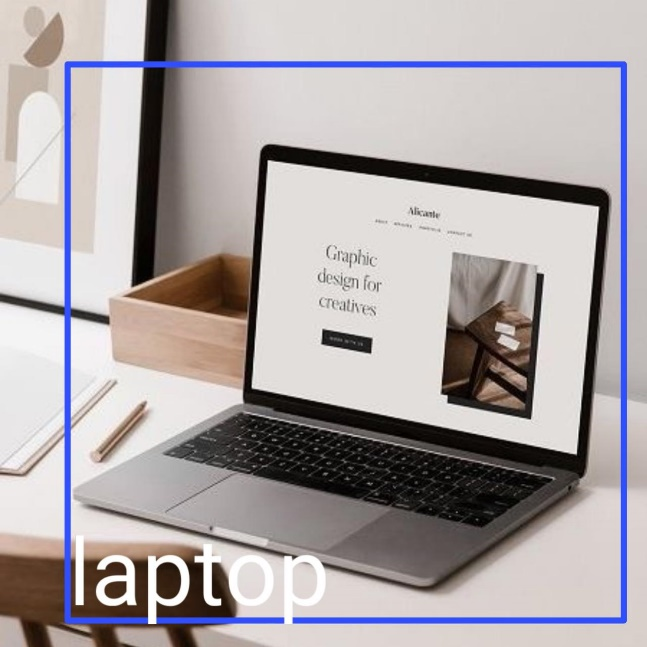 Alicante
Graphic
design for
creatives
laptop